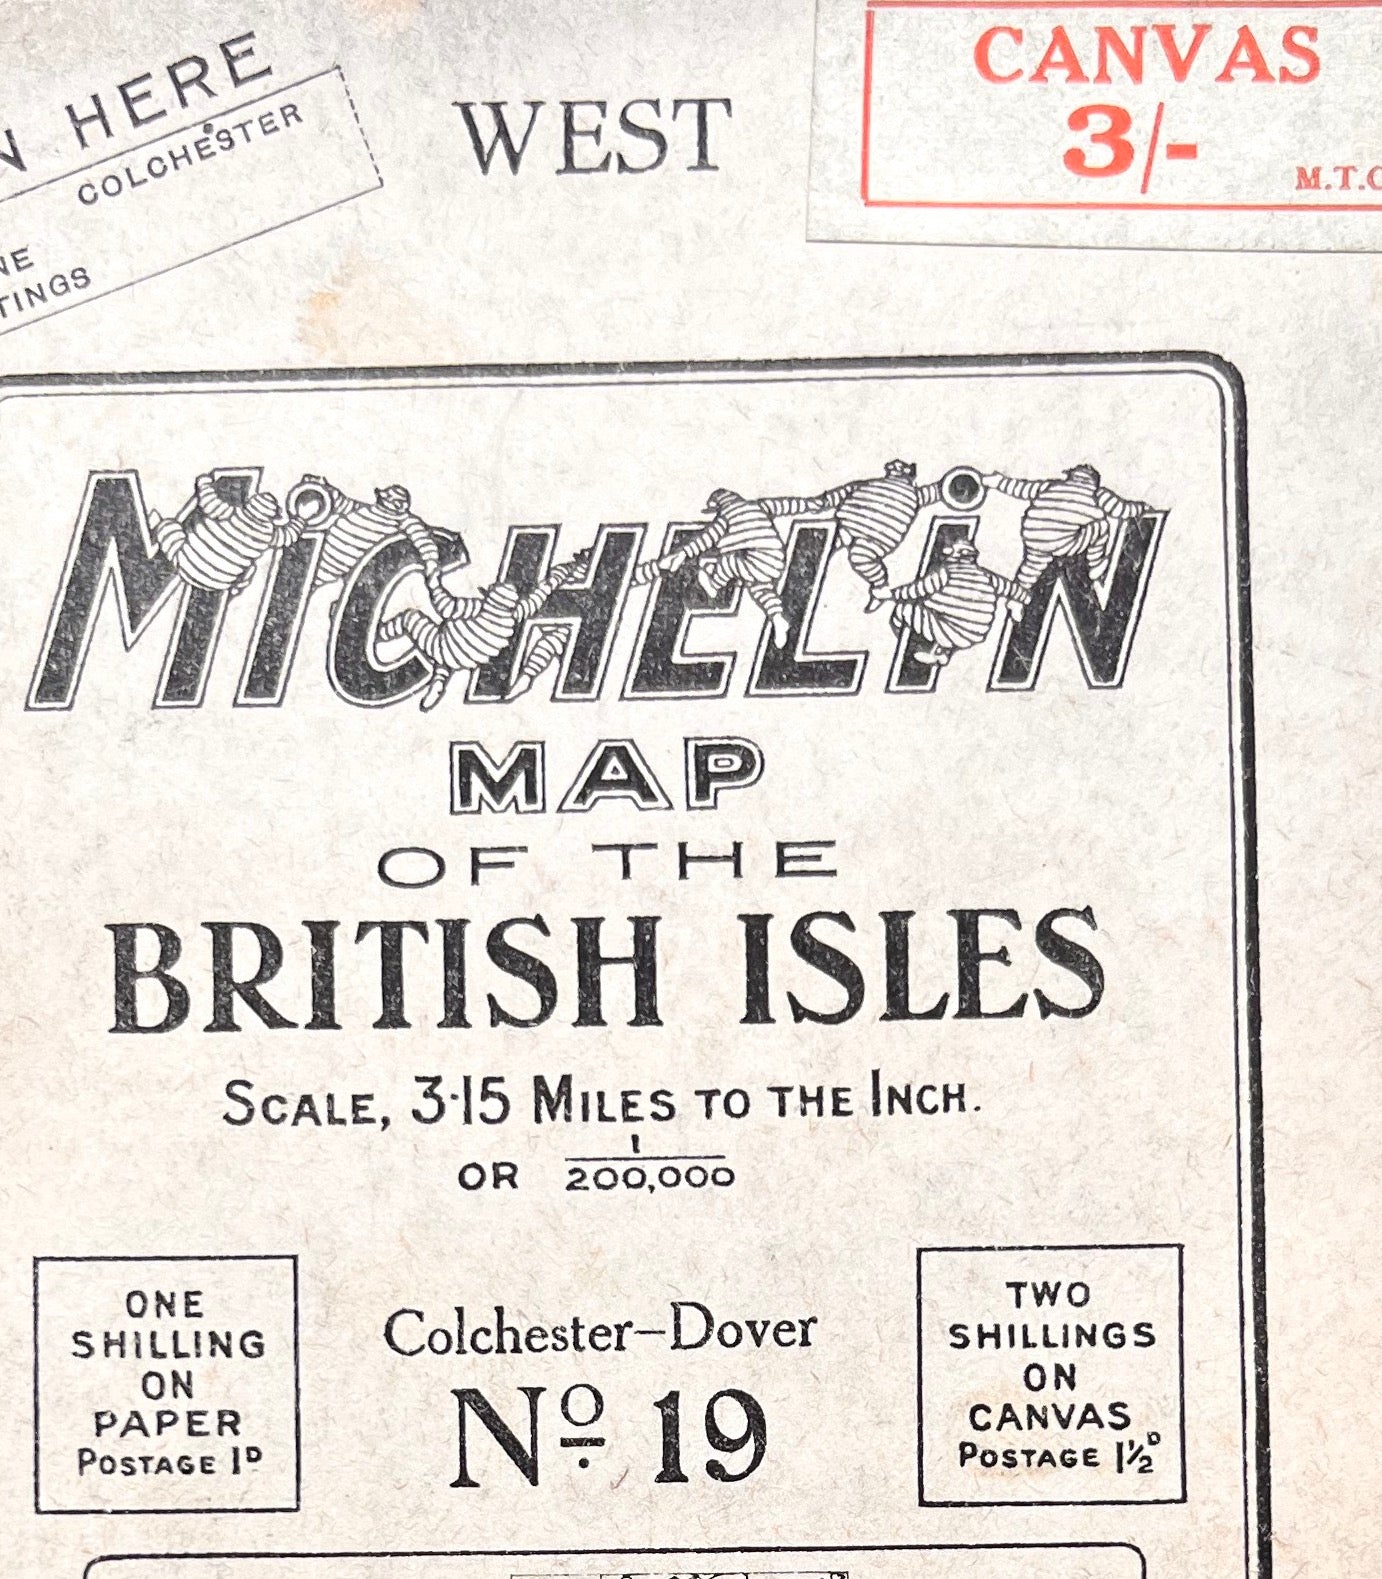 N HERE
COLCHESTER
NE
TINGS
WEST
CANVAS
3/-
M.T.C
MICHELIN
MAP
OF THE
BRITISH ISLES
SCALE, 3·15 MILES TO THE INCH.
OR 1/200,000
ONE
SHILLING
ON
PAPER
POSTAGE 1D
Colchester–Dover
Nº 19
TWO
SHILLINGS
ON
CANVAS
POSTAGE 1½D